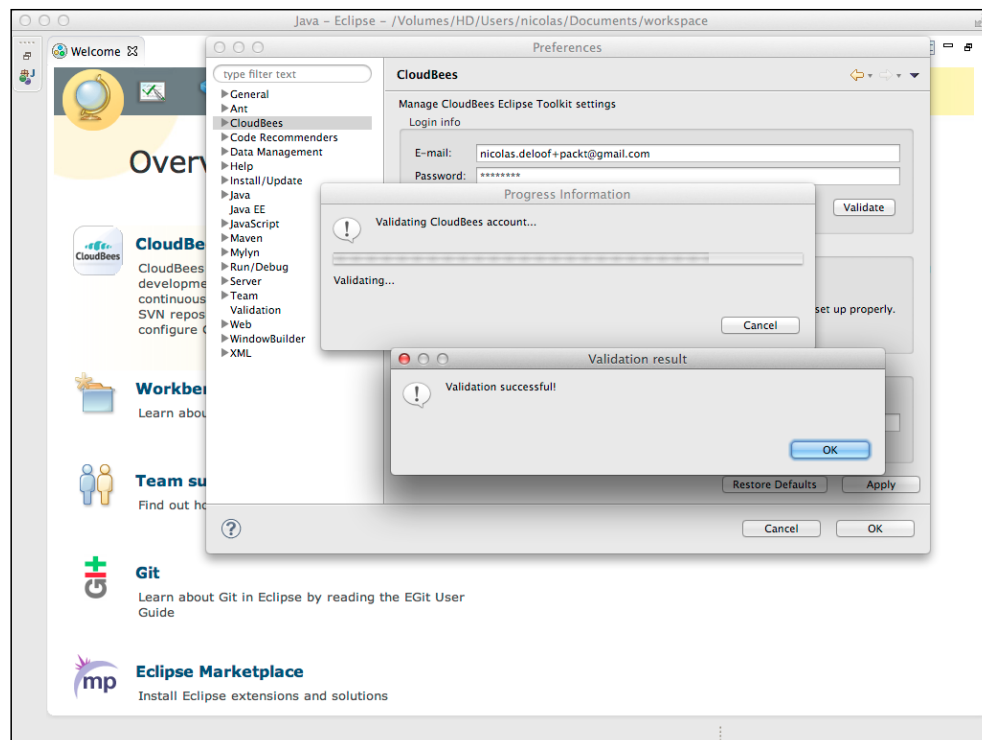 Java – Eclipse – /Volumes/HD/Users/nicolas/Documents/workspace
Welcome
Preferences
type filter text
General
Ant
CloudBees
Code Recommenders
Data Management
Help
Install/Update
Java
Java EE
JavaScript
Maven
Mylyn
Run/Debug
Server
Team
Validation
Web
WindowBuilder
XML
CloudBees
Manage CloudBees Eclipse Toolkit settings
Login info
E-mail: nicolas.deloof+packt@gmail.com
Password: ********
Validate
set up properly.
Restore Defaults
Apply
Cancel
OK
Progress Information
Validating CloudBees account...
Validating...
Cancel
Validation result
Validation successful!
OK
Overv
CloudBees
CloudBe
CloudBees
developme
continuous
SVN repos
configure
Workbe
Learn abou
Team su
Find out ho
Git
git
Learn about Git in Eclipse by reading the EGit User
Guide
mp
Eclipse Marketplace
Install Eclipse extensions and solutions